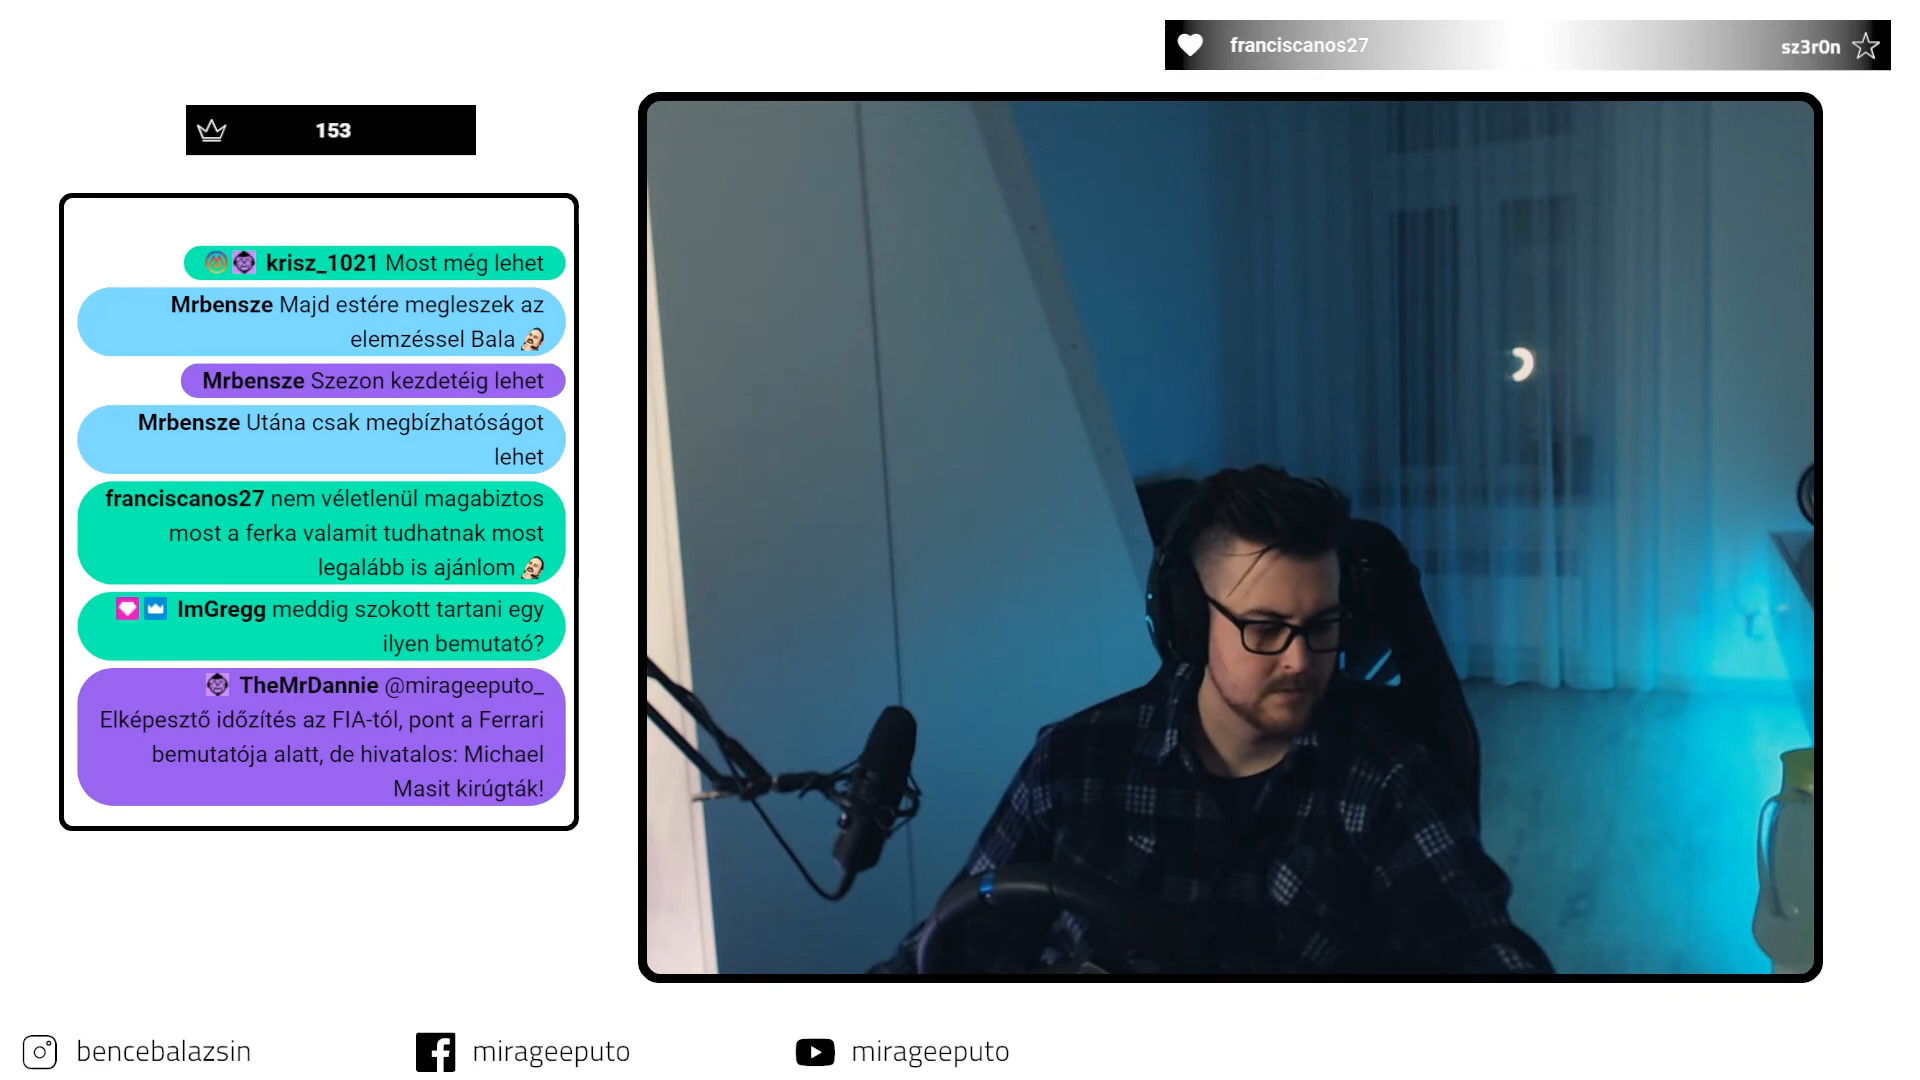 franciscanos27
sz3r0n
153
krisz_1021 Most még lehet
Mrbensze Majd estére megleszek az
elemzéssel Bala
Mrbensze Szezon kezdetéig lehet
Mrbensze Utána csak megbízhatóságot
lehet
franciscanos27 nem véletlenül magabiztos
most a ferka valamit tudhatnak most
legalább is ajánlom
ImGregg meddig szokott tartani egy
ilyen bemutató?
TheMrDannie @mirageeputo_
Elképesztő időzítés az FIA-tól, pont a Ferrari
bemutatója alatt, de hivatalos: Michael
Masit kirúgták!
bencebalazsin
mirageeputo
mirageeputo